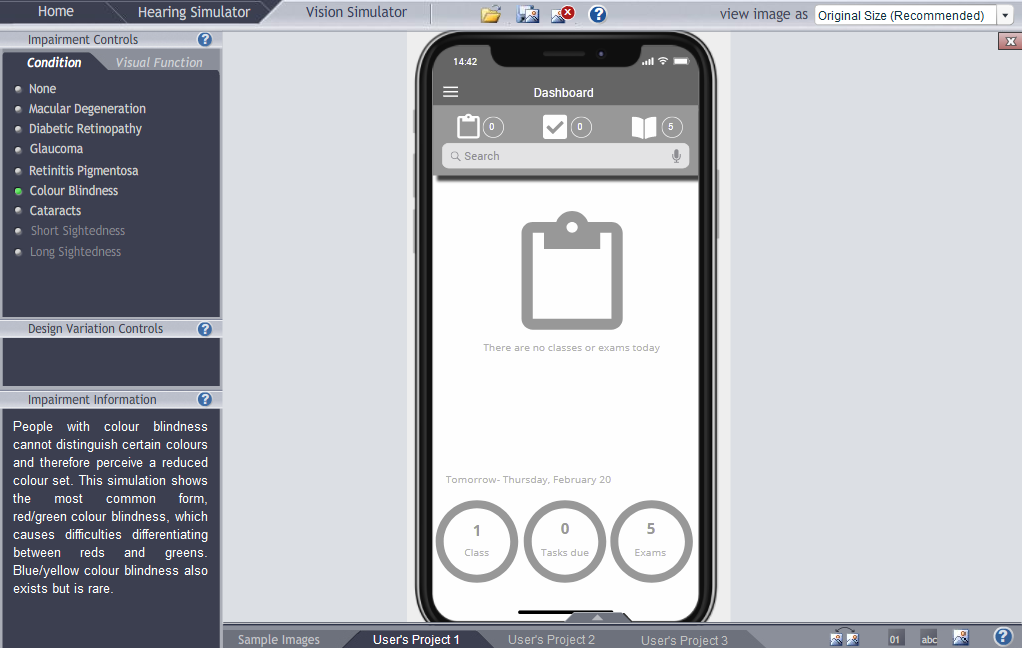 Home
Hearing Simulator
Vision Simulator
?
view image as
Original Size (Recommended)
Impairment Controls
?
Condition
Visual Function
None
Macular Degeneration
Diabetic Retinopathy
Glaucoma
Retinitis Pigmentosa
Colour Blindness
Cataracts
Short Sightedness
Long Sightedness
Design Variation Controls
?
Impairment Information
?
People with colour blindness
cannot distinguish certain colours
and therefore perceive a reduced
colour set. This simulation shows
the most common form,
red/green colour blindness, which
causes difficulties differentiating
between reds and greens.
Blue/yellow colour blindness also
exists but is rare.
14:42
Dashboard
0
0
5
Search
There are no classes or exams today
Tomorrow- Thursday, February 20
1
Class
0
Tasks due
5
Exams
Sample Images
User's Project 1
User's Project 2
User's Project 3
01
abc
?